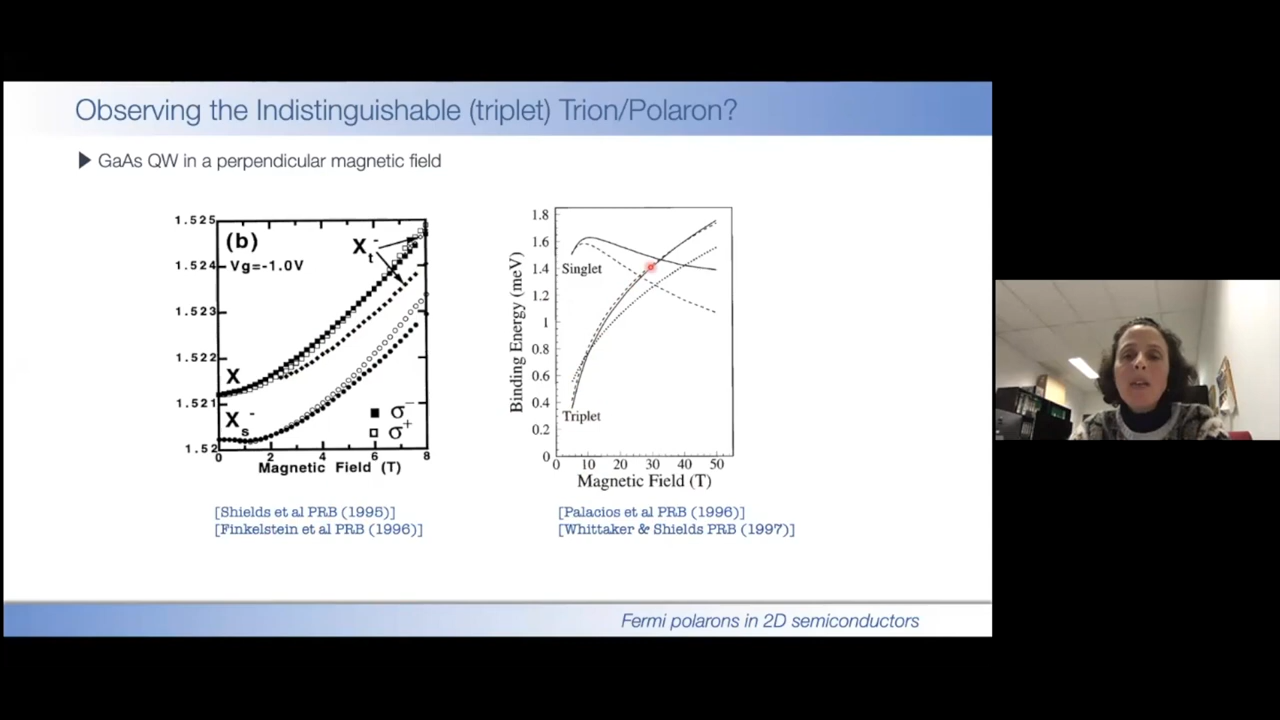 Observing the Indistinguishable (triplet) Trion/Polaron?
GaAs QW in a perpendicular magnetic field
1.525
1.524
1.523
1.522
1.521
1.52
(b)
Vg=-1.0V
X
Xs-
Xt-
σ-
σ+
0 2 4 6 8
Magnetic Field (T)
[Shields et al PRB (1995)]
[Finkelstein et al PRB (1996)]
Binding Energy (meV)
1.8
1.6
1.4
1.2
1
0.8
0.6
0.4
0.2
0
Singlet
Triplet
0 10 20 30 40 50
Magnetic Field (T)
[Palacios et al PRB (1996)]
[Whittaker & Shields PRB (1997)]
Fermi polarons in 2D semiconductors